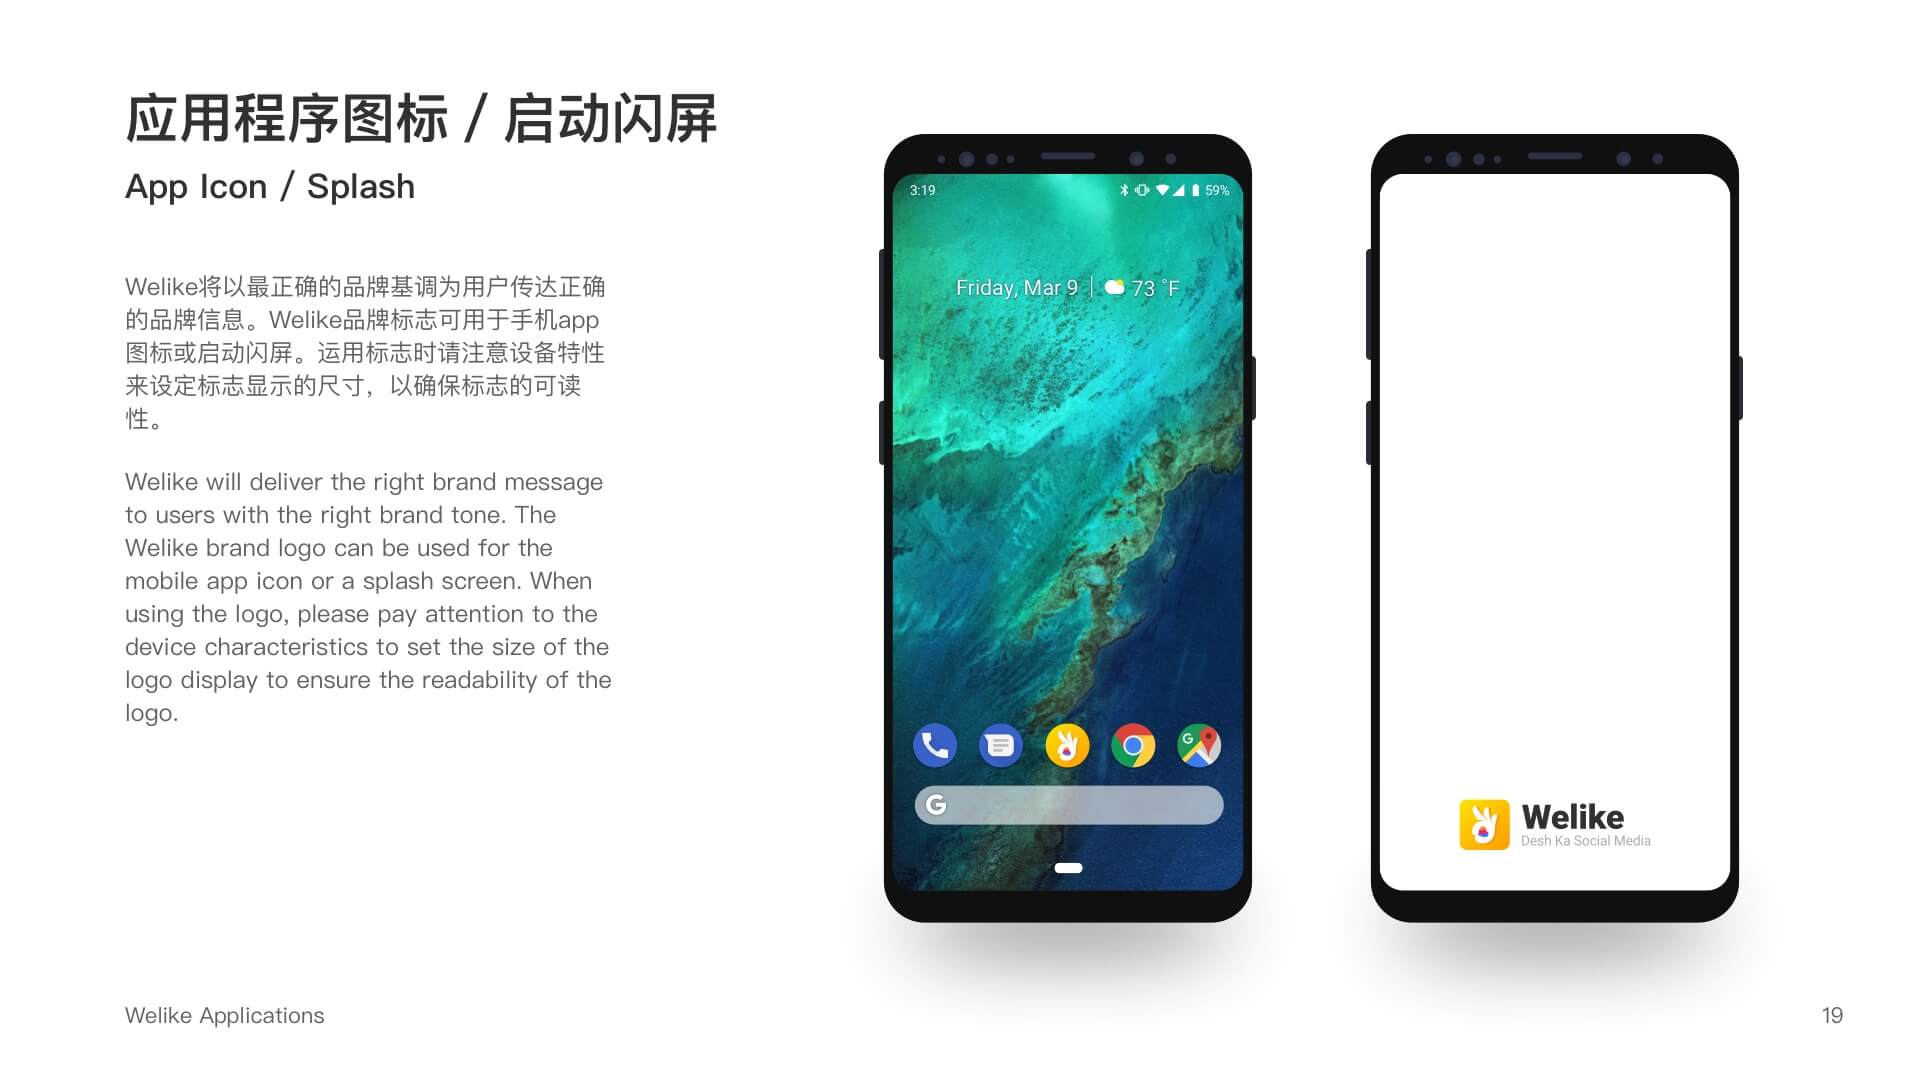 应用程序图标 / 启动闪屏
App Icon / Splash
Welike将以最正确的品牌基调为用户传达正确
的品牌信息。Welike品牌标志可用于手机app
图标或启动闪屏。运用标志时请注意设备特性
来设定标志显示的尺寸，以确保标志的可读
性。
Welike will deliver the right brand message
to users with the right brand tone. The
Welike brand logo can be used for the
mobile app icon or a splash screen. When
using the logo, please pay attention to the
device characteristics to set the size of the
logo display to ensure the readability of the
logo.
3:19
59%
Friday, Mar 9 | 73 °F
G
G
Welike
Desh Ka Social Media
Welike Applications
19